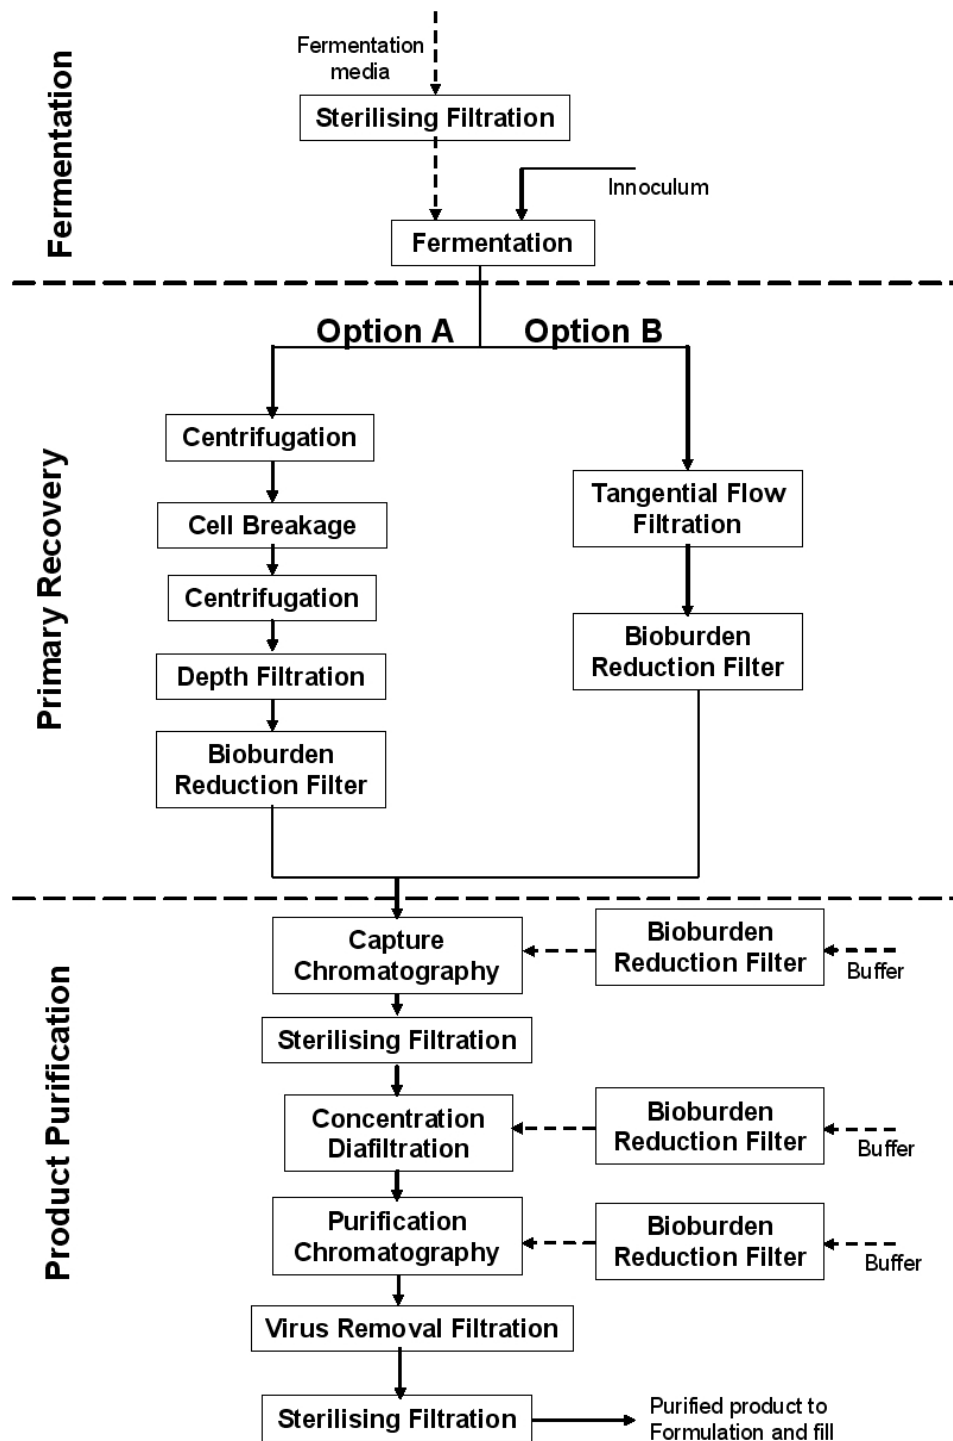 Fermentation
Fermentation
media
Sterilising Filtration
Innoculum
Fermentation
Option A
Option B
Primary Recovery
Centrifugation
Cell Breakage
Centrifugation
Depth Filtration
Bioburden
Reduction Filter
Tangential Flow
Filtration
Bioburden
Reduction Filter
Product Purification
Capture
Chromatography
Bioburden
Reduction Filter
Buffer
Sterilising Filtration
Concentration
Diafiltration
Bioburden
Reduction Filter
Buffer
Purification
Chromatography
Bioburden
Reduction Filter
Buffer
Virus Removal Filtration
Sterilising Filtration
Purified product to
Formulation and fill